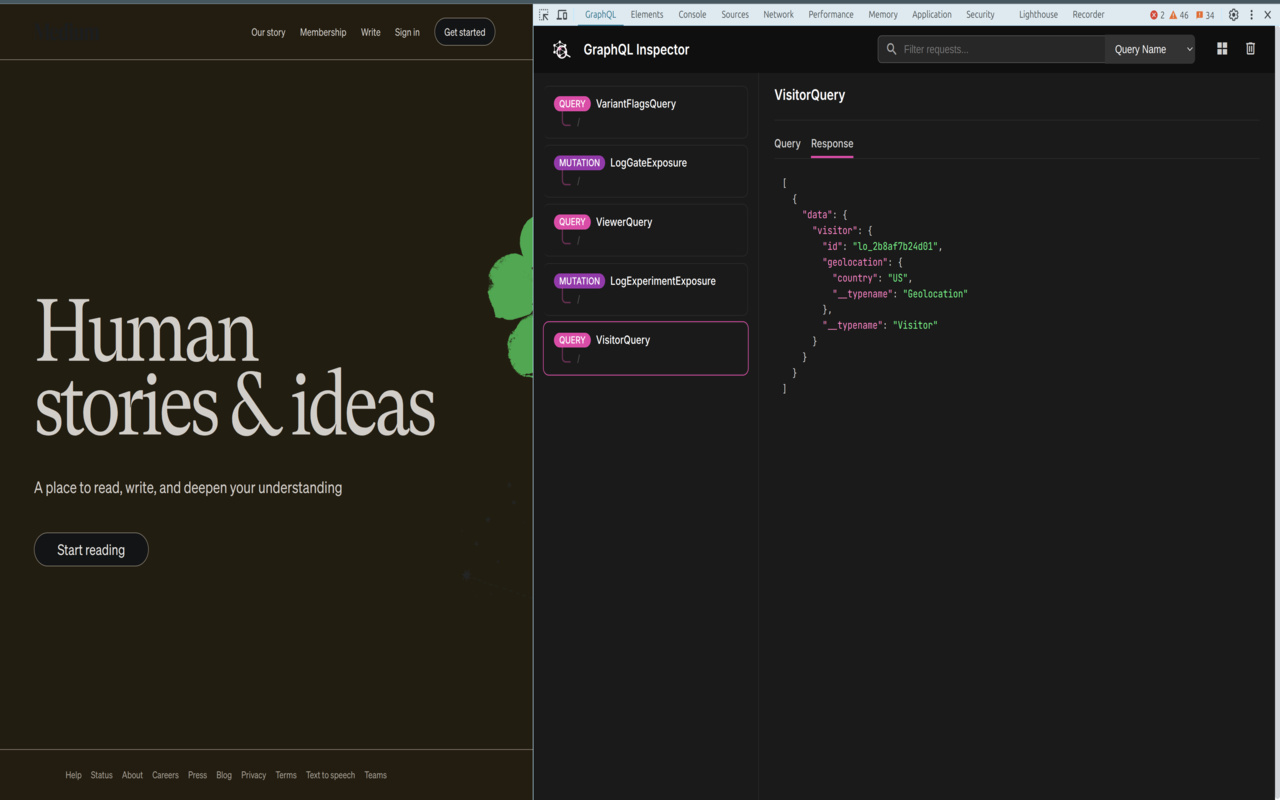 Our story Membership Write Sign in Get started
Human
stories & ideas
A place to read, write, and deepen your understanding
Start reading
Help Status About Careers Press Blog Privacy Terms Text to speech Teams
GraphQL Elements Console Sources Network Performance Memory Application Security Lighthouse Recorder 2 46 34
GraphQL Inspector
Filter requests...
Query Name
QUERY VariantFlagsQuery
/
MUTATION LogGateExposure
/
QUERY ViewerQuery
/
MUTATION LogExperimentExposure
/
QUERY VisitorQuery
/
VisitorQuery
Query Response
[
{
"data": {
"visitor": {
"id": "lo_2b8af7b24d01",
"geolocation": {
"country": "US",
"__typename": "Geolocation"
},
"__typename": "Visitor"
}
}
}
]